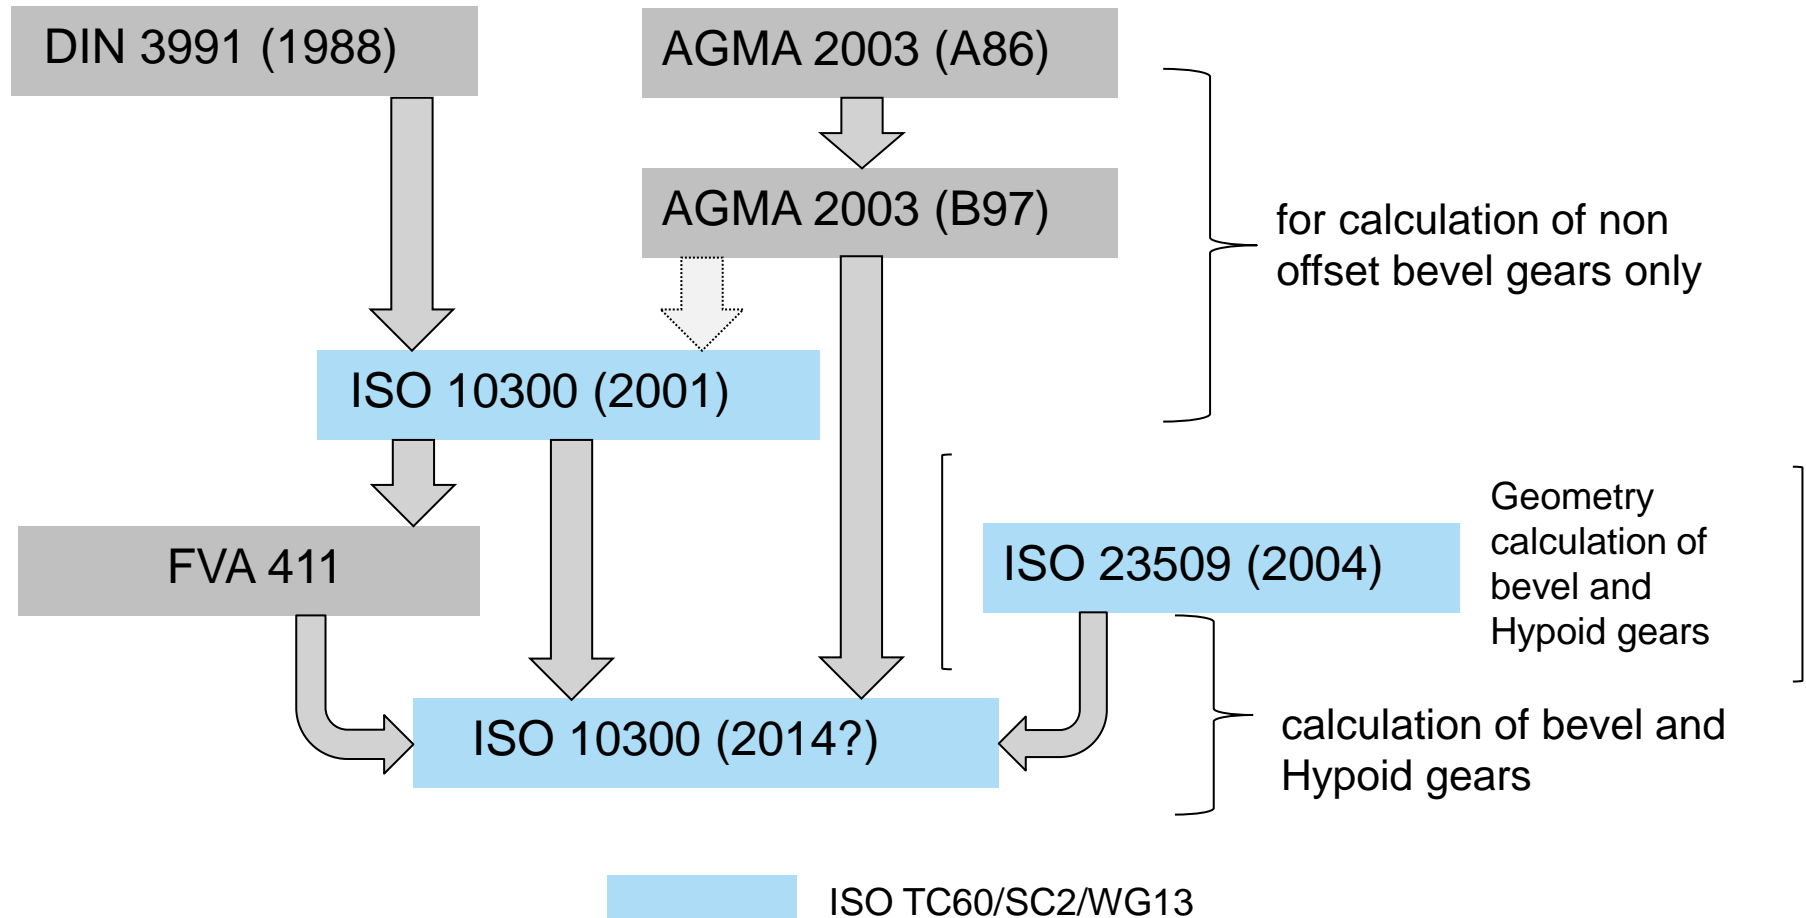 DIN 3991 (1988)
AGMA 2003 (A86)
AGMA 2003 (B97)
for calculation of non
offset bevel gears only
ISO 10300 (2001)
FVA 411
ISO 23509 (2004)
Geometry
calculation of
bevel and
Hypoid gears
ISO 10300 (2014?)
calculation of bevel and
Hypoid gears
ISO TC60/SC2/WG13